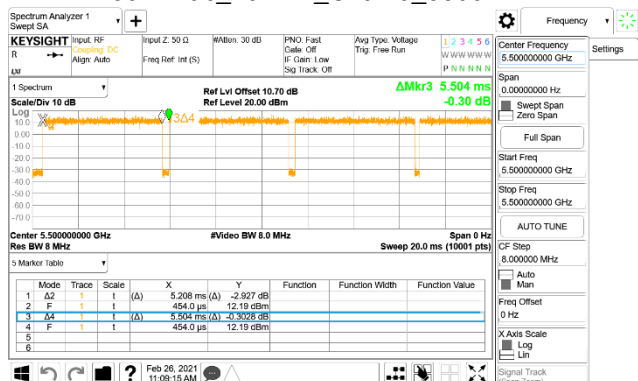 Spectrum Analyzer 1
Swept SA
Frequency
KEYSIGHT Input: RF
R
Coupling: DC
Align: Auto
Input Z: 50 Ω
Freq Ref: Int (S)
#Atten: 30 dB
PNO: Fast
Gate: Off
IF Gain: Low
Sig Track: Off
Avg Type: Voltage
Trig: Free Run
1 2 3 4 5 6
W W W W W W
P N N N N N
Center Frequency
5.500000000 GHz
Settings
Span
0.00000000 Hz
Swept Span
Zero Span
Full Span
Start Freq
5.500000000 GHz
Stop Freq
5.500000000 GHz
AUTO TUNE
CF Step
8.000000 MHz
Auto
Man
Freq Offset
0 Hz
X Axis Scale
Log
Lin
Signal Track
1 Spectrum
Scale/Div 10 dB
Ref Lvl Offset 10.70 dB
Ref Level 20.00 dBm
ΔMkr3 5.504 ms
-0.30 dB
Log
10.0
0.00
-10.0
-20.0
-30.0
-40.0
-50.0
-60.0
-70.0
3Δ4
Center 5.500000000 GHz
Res BW 8 MHz
#Video BW 8.0 MHz
Span 0 Hz
Sweep 20.0 ms (10001 pts)
5 Marker Table
Mode Trace Scale X Y Function Function Width Function Value
1 Δ2 1 t (Δ) 5.208 ms (Δ) -2.927 dB
2 F 1 t 454.0 µs 12.19 dBm
3 Δ4 1 t (Δ) 5.504 ms (Δ) -0.3028 dB
4 F 1 t 454.0 µs 12.19 dBm
5
6
?
Feb 26, 2021
11:09:15 AM